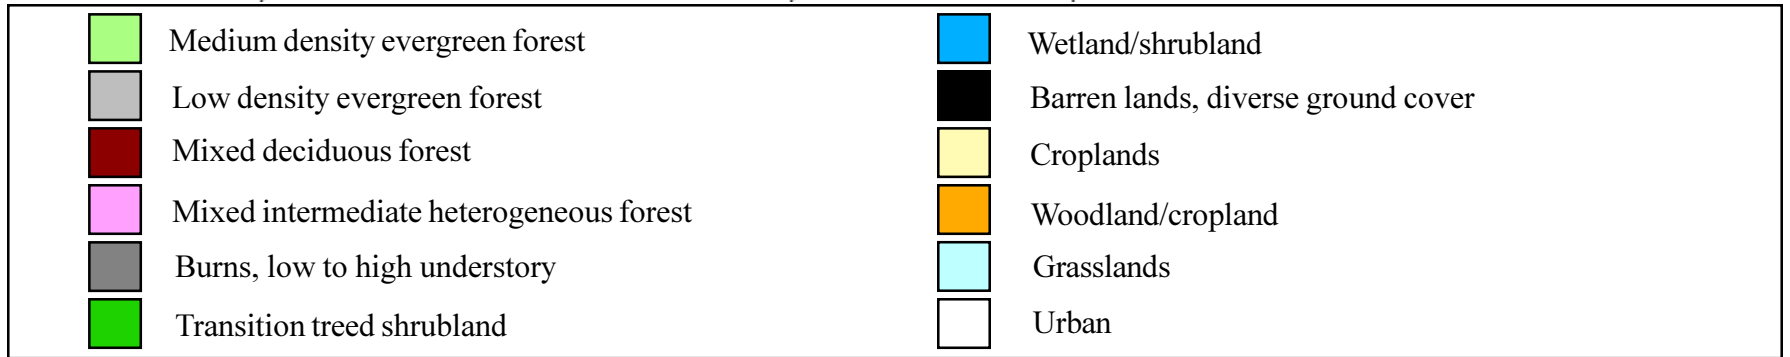 Medium density evergreen forest
Low density evergreen forest
Mixed deciduous forest
Mixed intermediate heterogeneous forest
Burns, low to high understory
Transition treed shrubland
Wetland/shrubland
Barren lands, diverse ground cover
Croplands
Woodland/cropland
Grasslands
Urban